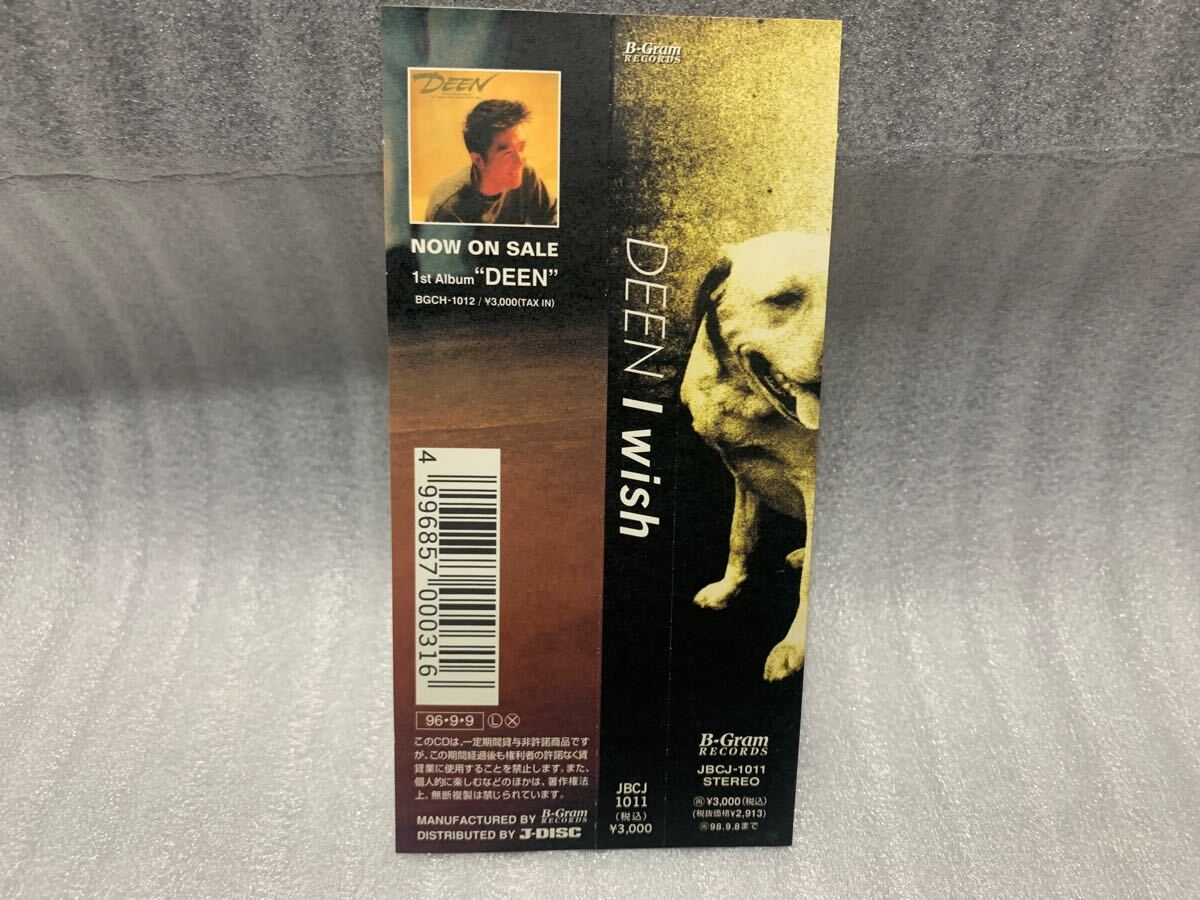 DEEN
NOW ON SALE
1st Album "DEEN"
BGCH-1012 / ¥3,000(TAX IN)
4 996857 000316
96・9・9 Ⓛ Ⓧ
このCDは、一定期間貸与非許諾商品です
が、この期間経過後も権利者の許諾なく賃
貸業に使用することを禁止します。また、
個人的に楽しむなどのほかは、著作権法
上、無断複製は禁じられています。
MANUFACTURED BY B-Gram RECORDS
DISTRIBUTED BY J-DISC
B-Gram
RECORDS
DEEN I wish
JBCJ
1011
(税込)
¥3,000
B-Gram
RECORDS
JBCJ-1011
STEREO
㋬¥3,000(税込)
(税抜価格¥2,913)
㋬98.9.8まで